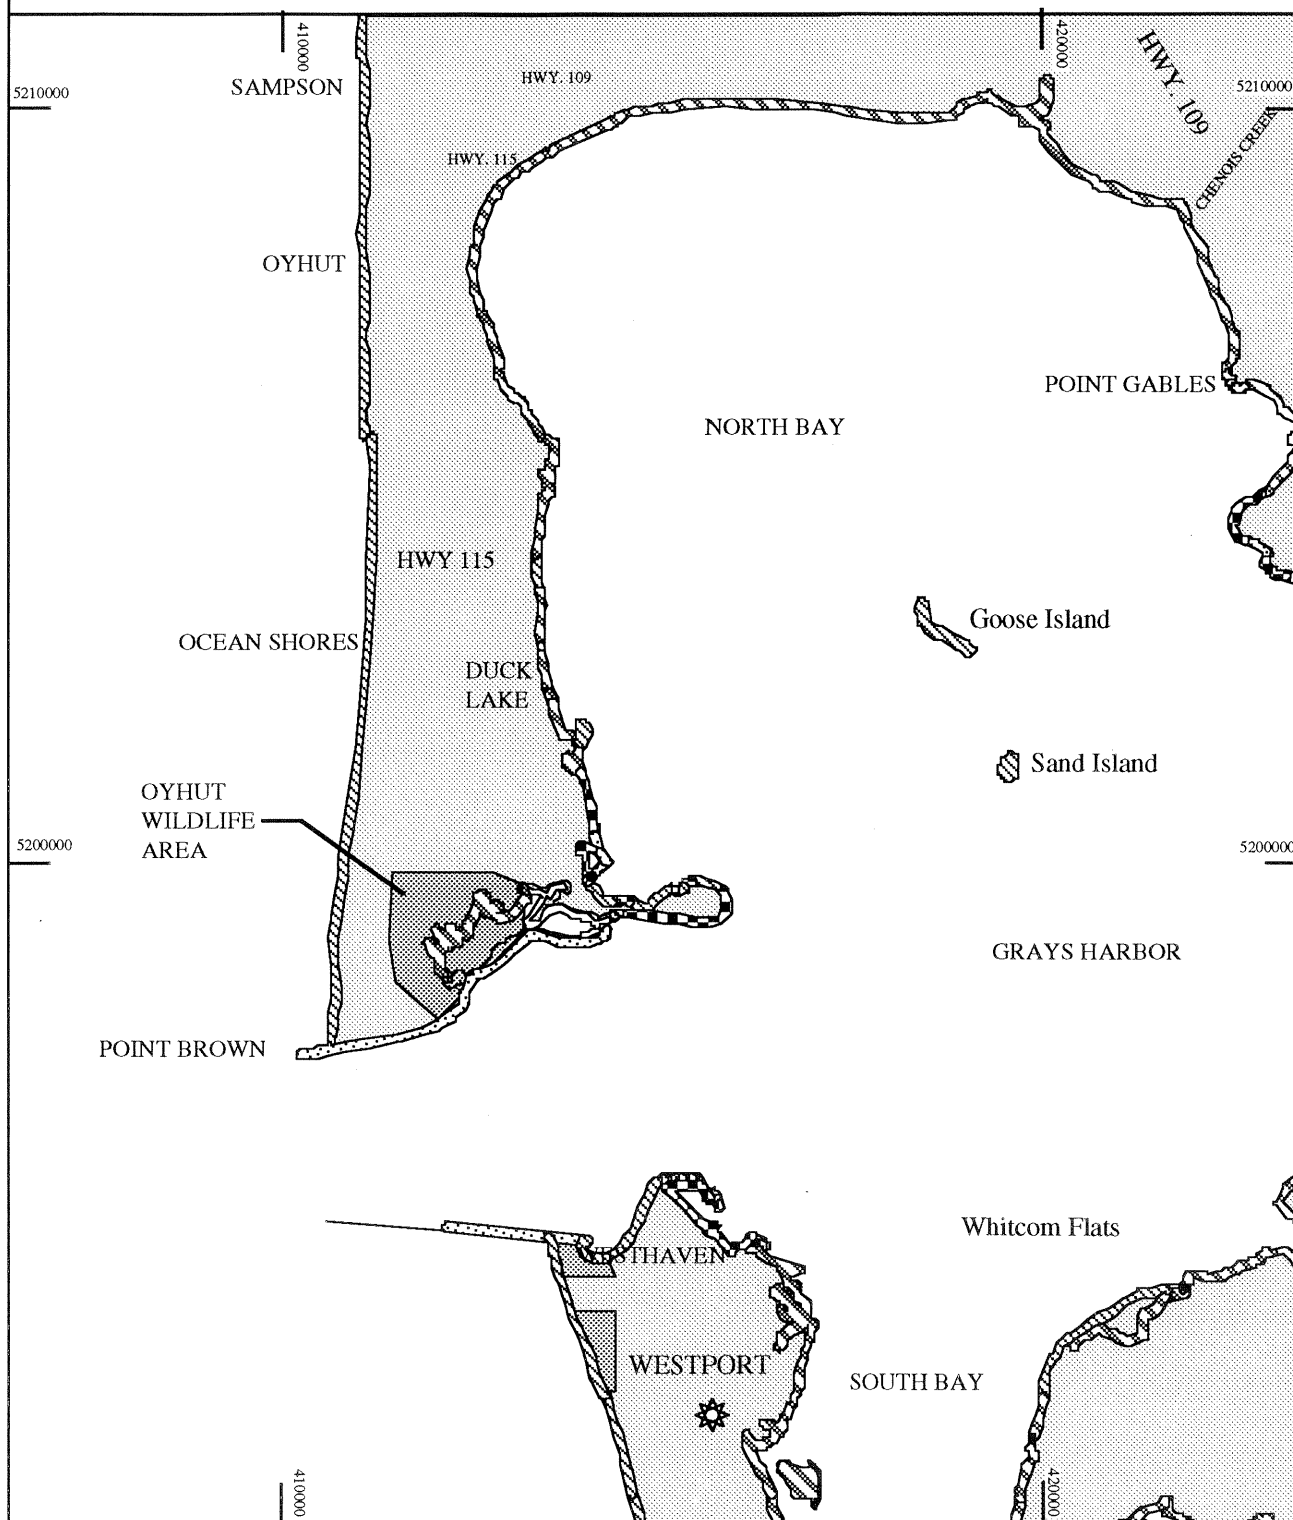 410000
420000
HWY. 109
HWY. 109
SAMPSON
5210000
5210000
CHENOIS CREEK
HWY. 115
OYHUT
POINT GABLES
NORTH BAY
HWY 115
Goose Island
OCEAN SHORES
DUCK
LAKE
Sand Island
OYHUT
WILDLIFE
AREA
5200000
5200000
GRAYS HARBOR
POINT BROWN
Whitcom Flats
WESTPORT
SOUTH BAY
410000
420000